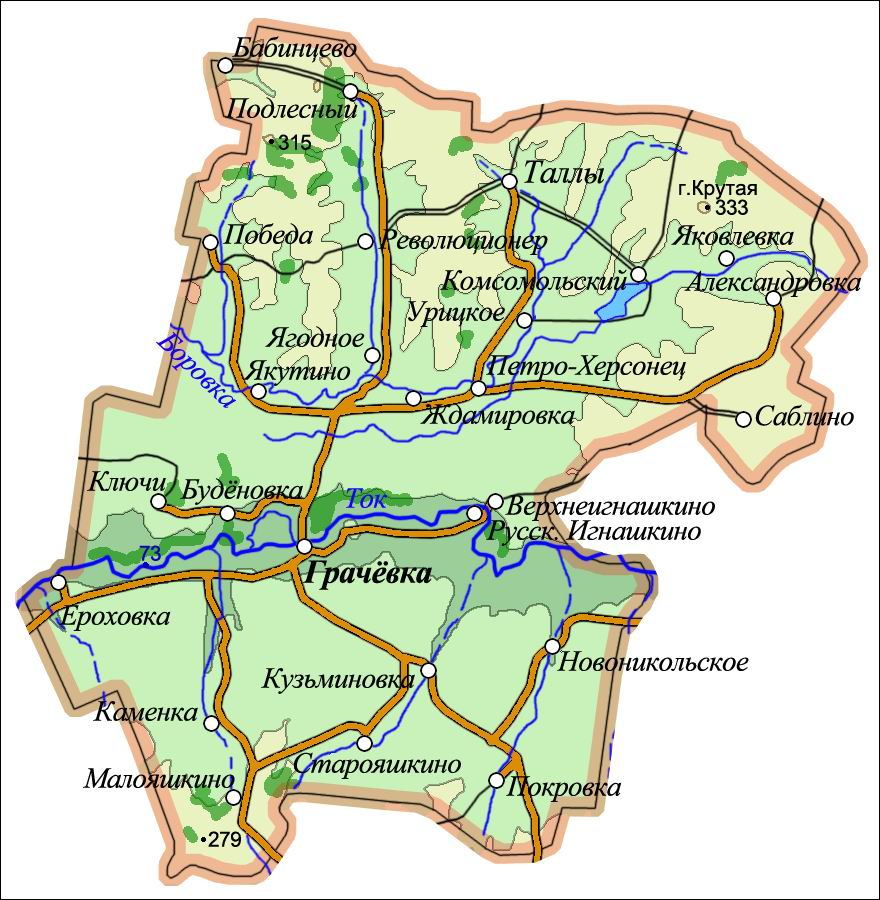 Бабинцево
Подлесный
315
Таллы
г.Крутая
333
Победа
Революционер
Яковлевка
Комсомольский
Александровка
Урицкое
Ягодное
Боровка
Якутино
Петро-Херсонец
Ждамировка
Саблино
Ключи
Будёновка
Ток
Верхнеигнашкино
Русск. Игнашкино
73
Грачёвка
Ероховка
Новоникольское
Кузьминовка
Каменка
Старояшкино
Малояшкино
Покровка
279